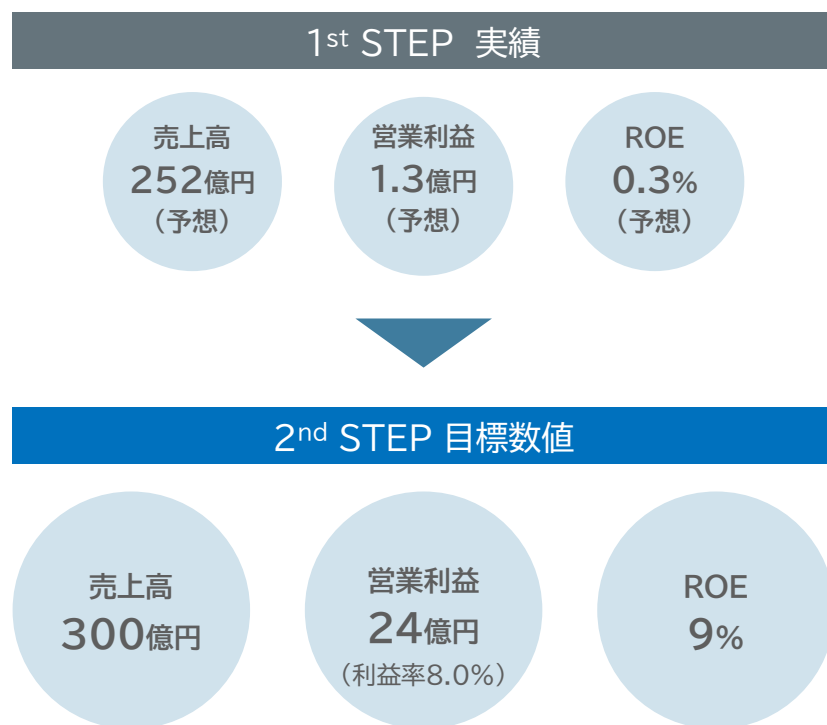 1st STEP 実績
売上高
252億円
（予想）
営業利益
1.3億円
（予想）
ROE
0.3%
（予想）
2nd STEP 目標数値
売上高
300億円
営業利益
24億円
（利益率8.0%）
ROE
9%